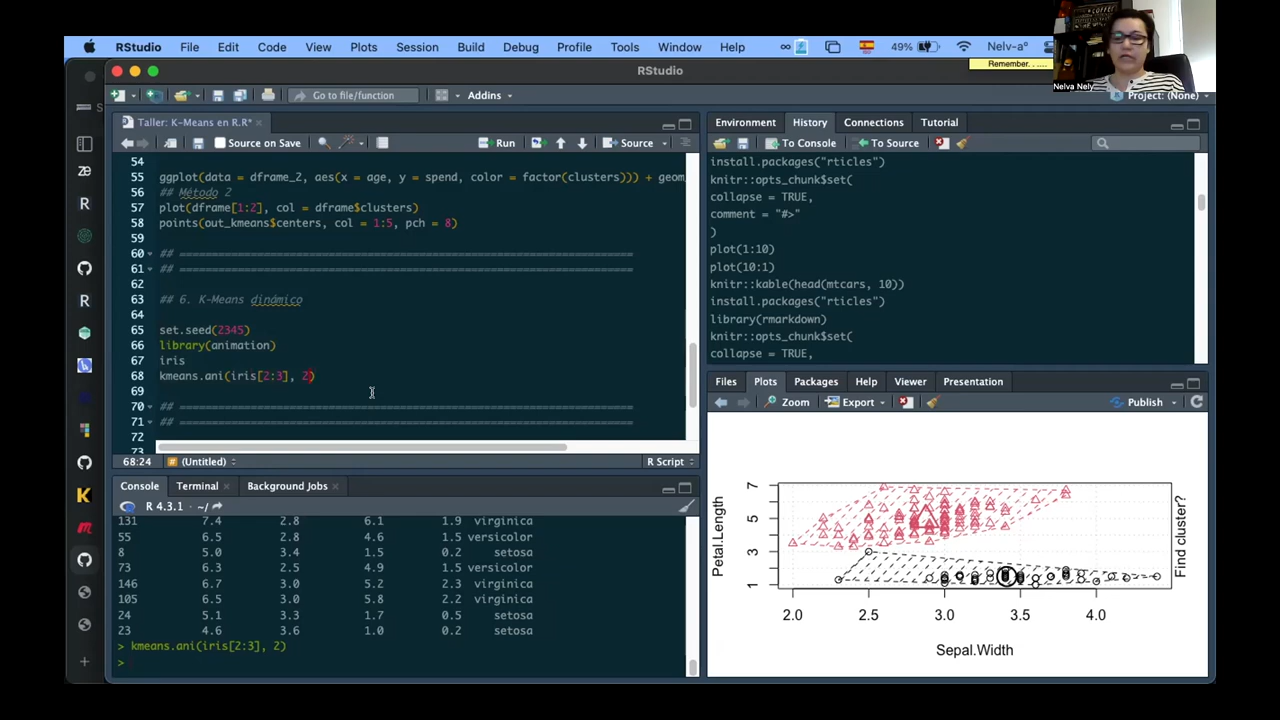 RStudio File Edit Code View Plots Session Build Debug Profile Tools Window Help 49% Nelv-a°
Remember. . ....
Nelva Nely
RStudio
Go to file/function Addins Project: (None)
Taller: K-Means en R.R*
Source on Save Run Source
54
55 ggplot(data = dframe_2, aes(x = age, y = spend, color = factor(clusters))) + geom_
56 ## Método 2
57 plot(dframe[1:2], col = dframe$clusters)
58 points(out_kmeans$centers, col = 1:5, pch = 8)
59
60 ## ================================================================
61 ## ================================================================
62
63 ## 6. K-Means dinámico
64
65 set.seed(2345)
66 library(animation)
67 iris
68 kmeans.ani(iris[2:3], 2)
69
70 ## ================================================================
71 ## ================================================================
72
73
68:24 # (Untitled) R Script
Console Terminal Background Jobs
R 4.3.1 · ~/
131 7.4 2.8 6.1 1.9 virginica
55 6.5 2.8 4.6 1.5 versicolor
8 5.0 3.4 1.5 0.2 setosa
73 6.3 2.5 4.9 1.5 versicolor
146 6.7 3.0 5.2 2.3 virginica
105 6.5 3.0 5.8 2.2 virginica
24 5.1 3.3 1.7 0.5 setosa
23 4.6 3.6 1.0 0.2 setosa
> kmeans.ani(iris[2:3], 2)
>
Environment History Connections Tutorial
To Console To Source
install.packages("rticles")
knitr::opts_chunk$set(
collapse = TRUE,
comment = "#>"
)
plot(1:10)
plot(10:1)
knitr::kable(head(mtcars, 10))
install.packages("rticles")
library(rmarkdown)
knitr::opts_chunk$set(
collapse = TRUE,
Files Plots Packages Help Viewer Presentation
Zoom Export Publish
Petal.Length
7
5
3
1
Find cluster?
2.0 2.5 3.0 3.5 4.0
Sepal.Width